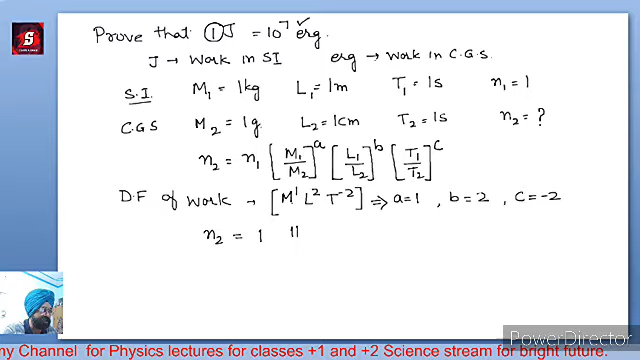 Prove that 1 J = 10⁷ erg.
S
J → Work in SI erg → Work in C.G.S.
S.I. M₁ = 1kg L₁ = 1m T₁ = 1s n₁ = 1
C.G.S M₂ = 1g. L₂ = 1cm T₂ = 1s n₂ = ?
n₂ = n₁ [M₁/M₂]ᵃ [L₁/L₂]ᵇ [T₁/T₂]ᶜ
D.F of work → [M¹ L² T⁻²] ⇒ a=1 , b=2 , c=-2
n₂ = 1
PowerDirector
ny Channel for Physics lectures for +1 and +2 Science stream for bright future.